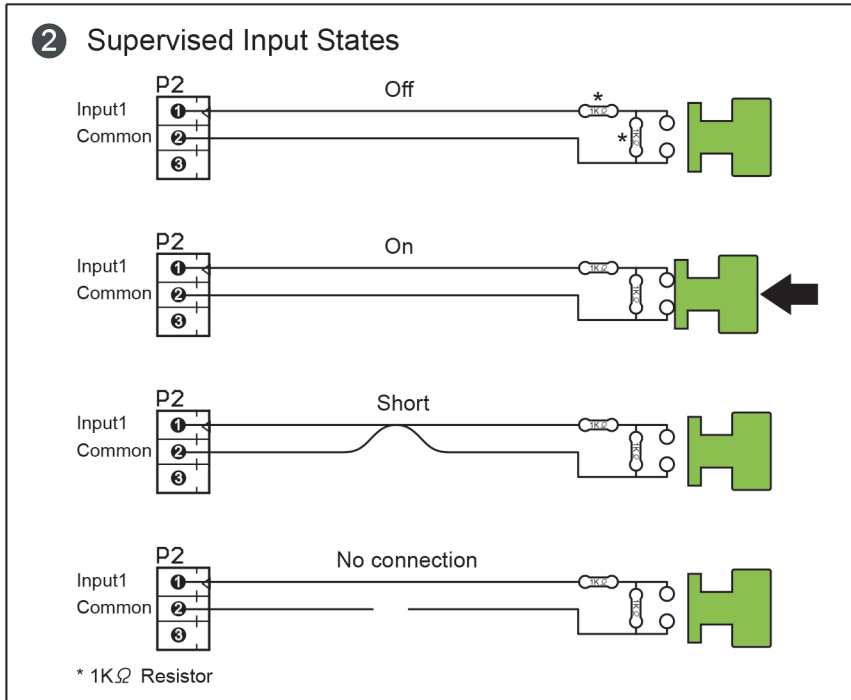 2 Supervised Input States
P2
Off
Input1 1
Common 2
3
*
1KΩ
*
1KΩ
P2
On
Input1 1
Common 2
3
1KΩ
1KΩ
P2
Short
Input1 1
Common 2
3
1KΩ
1KΩ
P2
No connection
Input1 1
Common 2
3
1KΩ
1KΩ
* 1KΩ Resistor